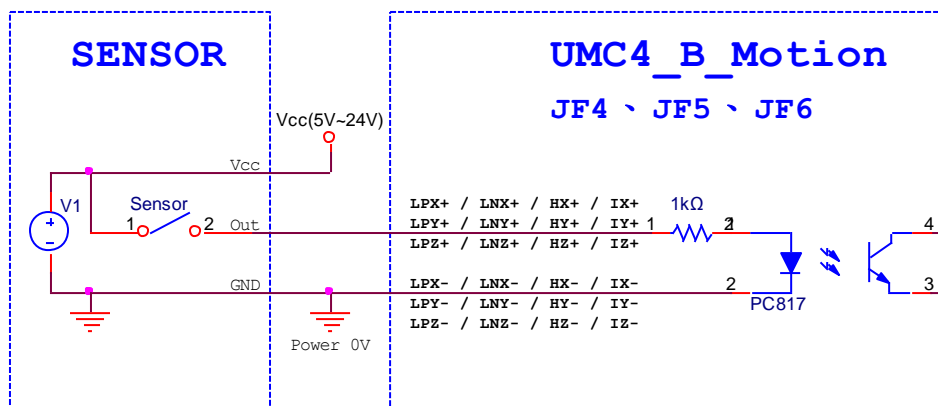 SENSOR
UMC4_B_Motion
JF4、JF5、JF6
Vcc(5V~24V)
Vcc
V1
Sensor
1
2
Out
LPX+ / LNX+ / HX+ / IX+
LPY+ / LNY+ / HY+ / IY+
LPZ+ / LNZ+ / HZ+ / IZ+
1
1kΩ
4
GND
LPX- / LNX- / HX- / IX-
LPY- / LNY- / HY- / IY-
LPZ- / LNZ- / HZ- / IZ-
2
PC817
3
Power 0V